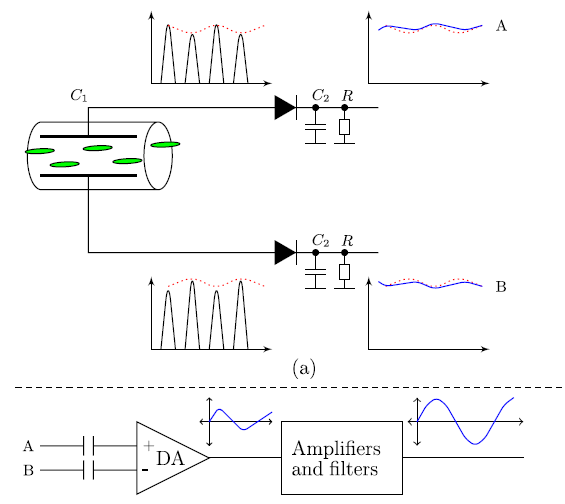 A
C₁
C₂ R
C₂ R
B
(a)
A
B
+
-
DA
Amplifiers
and filters